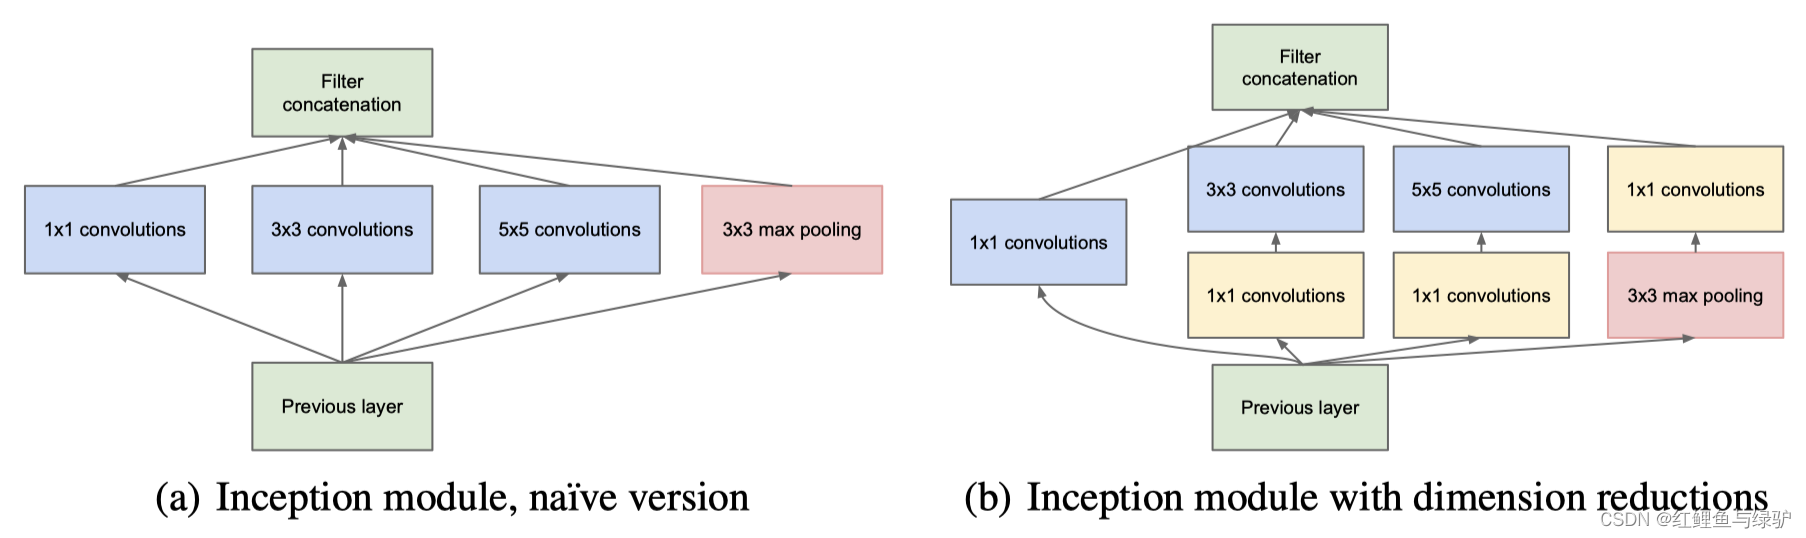 Filter
concatenation
1x1 convolutions
3x3 convolutions
5x5 convolutions
3x3 max pooling
Previous layer
(a) Inception module, naïve version
Filter
concatenation
3x3 convolutions
5x5 convolutions
1x1 convolutions
1x1 convolutions
1x1 convolutions
1x1 convolutions
3x3 max pooling
Previous layer
(b) Inception module with dimension reductions
CSDN @红鲤鱼与绿驴